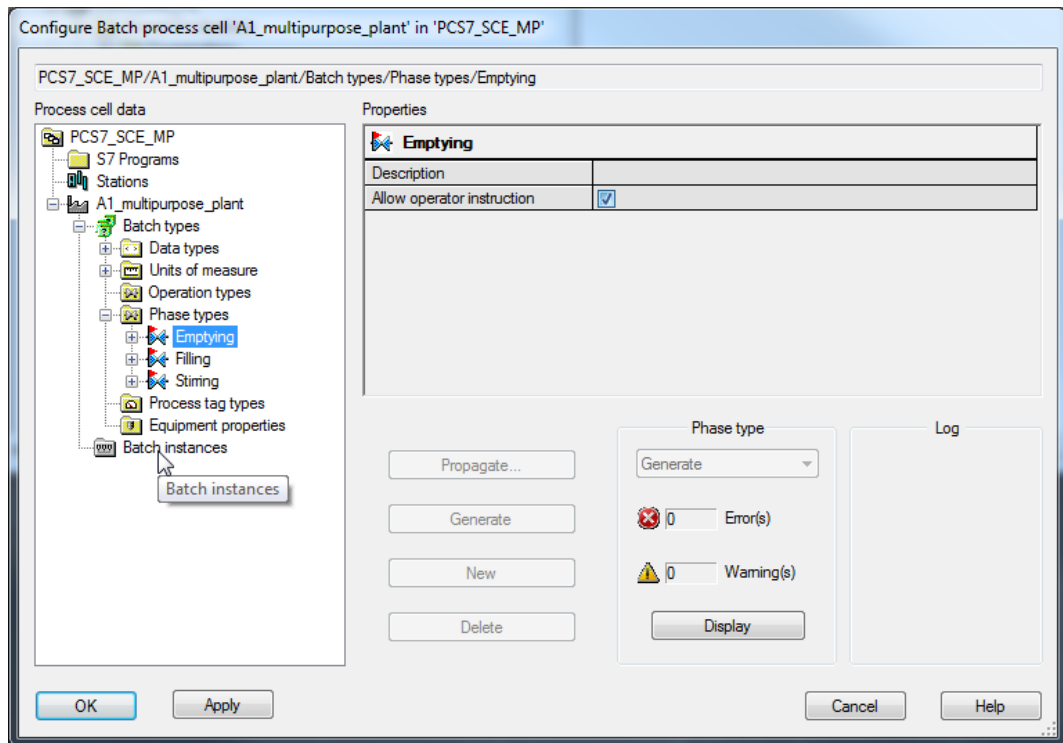 Configure Batch process cell 'A1_multipurpose_plant' in 'PCS7_SCE_MP'
PCS7_SCE_MP/A1_multipurpose_plant/Batch types/Phase types/Emptying
Process cell data
PCS7_SCE_MP
S7 Programs
Stations
A1_multipurpose_plant
Batch types
Data types
Units of measure
Operation types
Phase types
Emptying
Filling
Stirring
Process tag types
Equipment properties
Batch instances
Batch instances
Properties
Emptying
Description
Allow operator instruction
Propagate...
Generate
New
Delete
Phase type
Generate
0 Error(s)
0 Warning(s)
Display
Log
OK
Apply
Cancel
Help